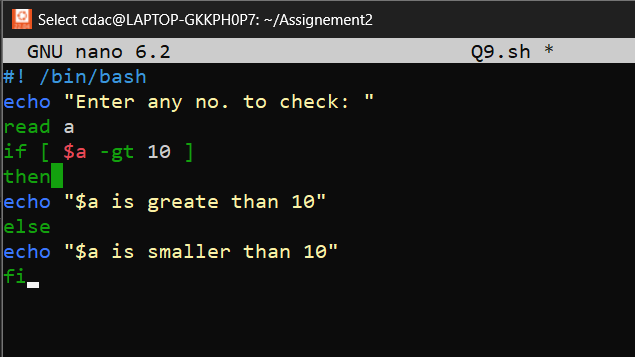 Select cdac@LAPTOP-GKKPH0P7: ~/Assignement2
GNU nano 6.2 Q9.sh *
#! /bin/bash
echo "Enter any no. to check: "
read a
if [ $a -gt 10 ]
then
echo "$a is greate than 10"
else
echo "$a is smaller than 10"
fi